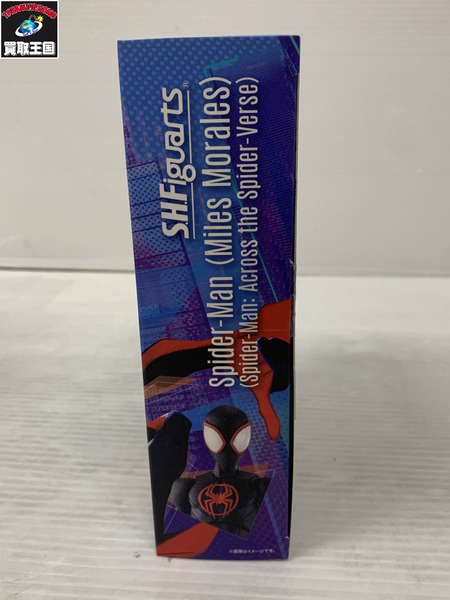 買取王国
S.H.Figuarts®
Spider-Man (Miles Morales)
(Spider-Man: Across the Spider-Verse)
※画像はイメージです。